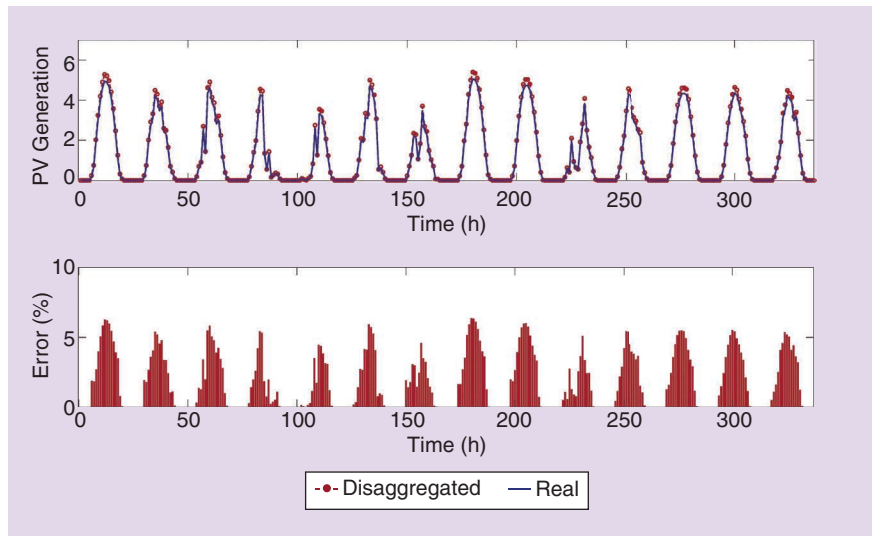 PV Generation
6
4
2
0
0 50 100 150 200 250 300
Time (h)
Error (%)
10
5
0
0 50 100 150 200 250 300
Time (h)
Disaggregated Real